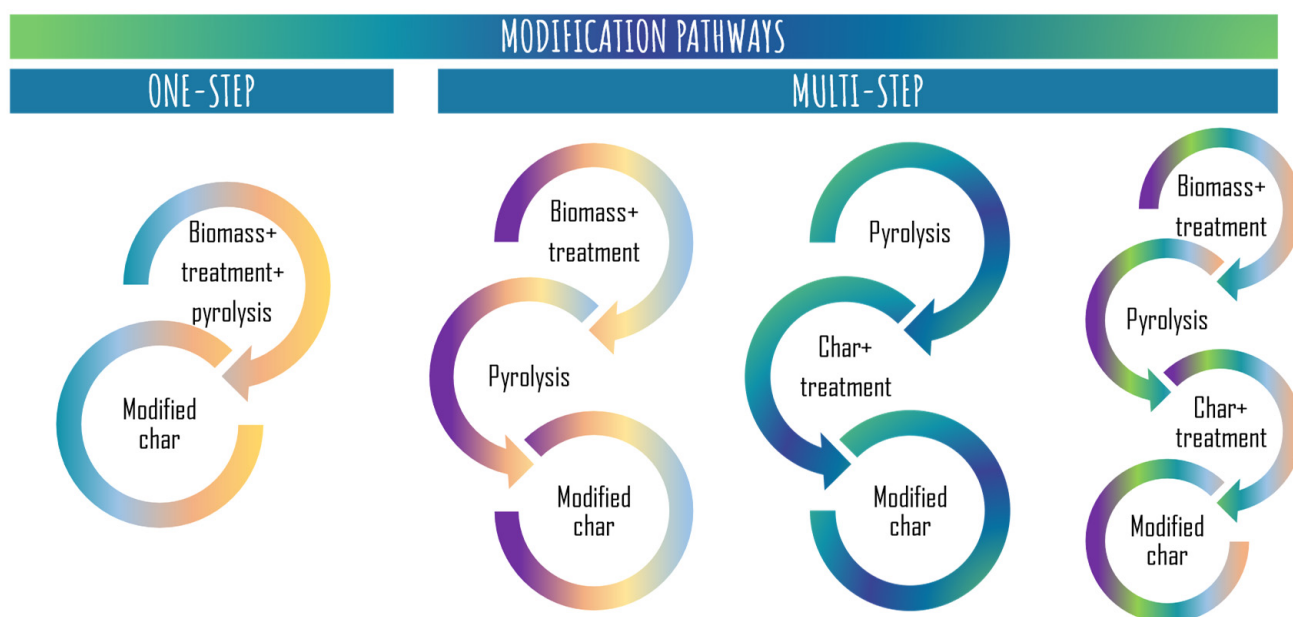 MODIFICATION PATHWAYS
ONE-STEP
MULTI-STEP
Biomass+
treatment+
pyrolysis
Modified
char
Biomass+
treatment
Pyrolysis
Modified
char
Pyrolysis
Char+
treatment
Modified
char
Biomass+
treatment
Pyrolysis
Char+
treatment
Modified
char